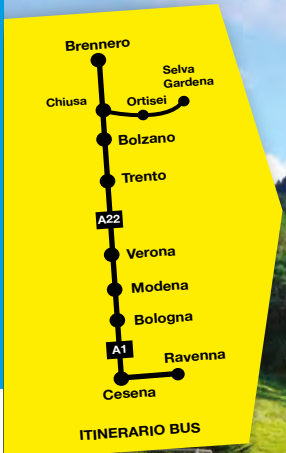 Brennero
Selva
Gardena
Chiusa
Ortisei
Bolzano
Trento
A22
Verona
Modena
Bologna
A1
Ravenna
Cesena
ITINERARIO BUS